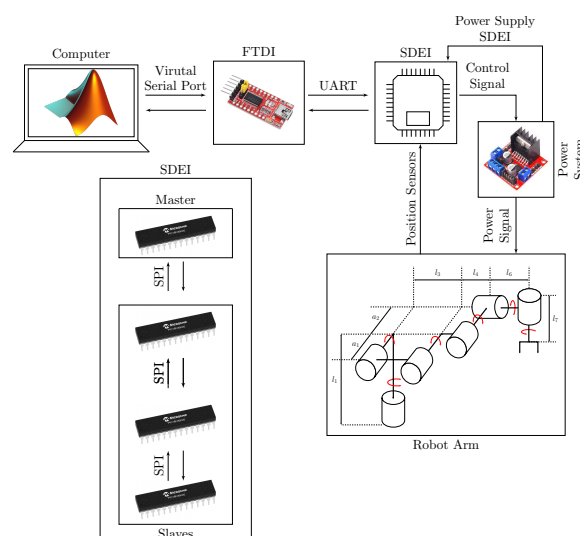 Power Supply
SDEI
Computer
FTDI
SDEI
Virutal
Serial Port
UART
Control
Signal
Power
System
SDEI
Master
Position Sensors
Power
Signal
SPI
l₃
l₄
l₆
a₂
l₇
a₁
l₁
SPI
Robot Arm
SPI
Slaves